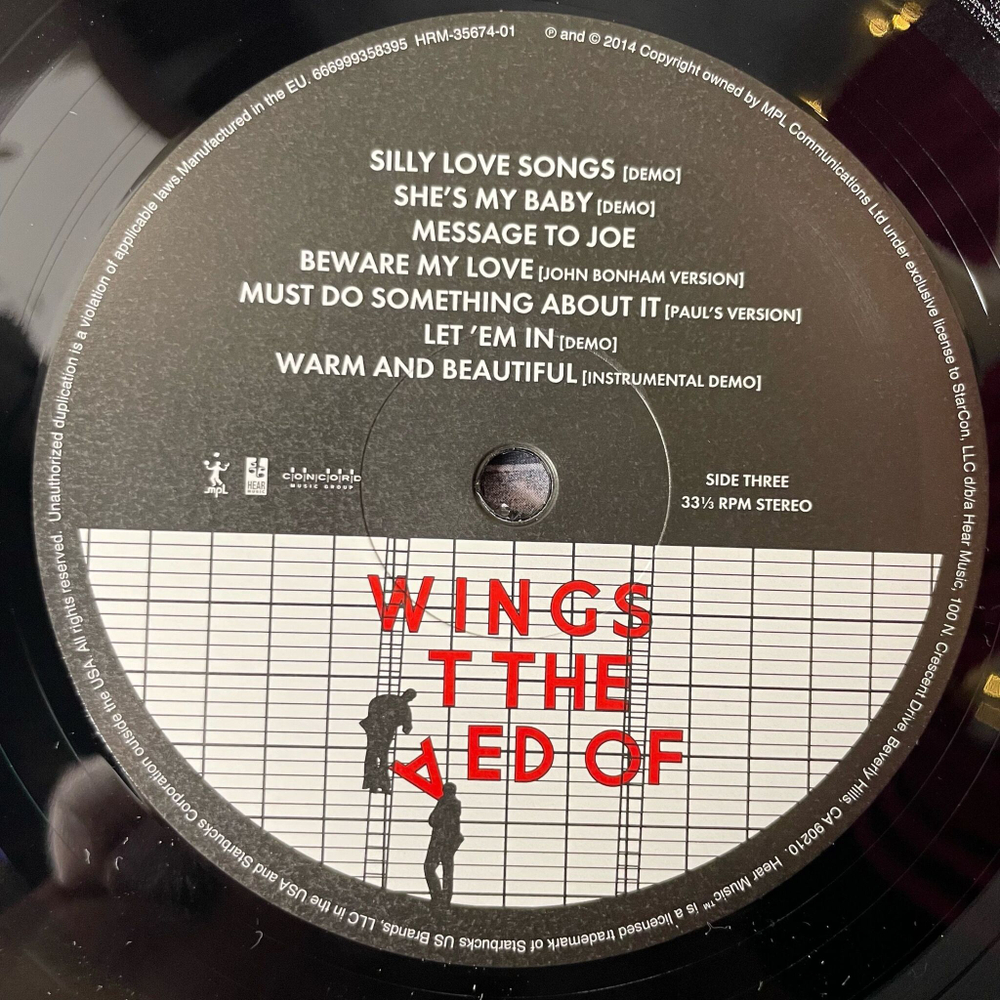 Unauthorized duplication is a violation of applicable laws. Manufactured in the EU. 666999358395 HRM-35674-01 ℗ and © 2014 Copyright owned by MPL Communications Ltd under exclusive license to StarCon, LLC d/b/a Hear Music, 100 N. Crescent Drive, Beverly Hills, CA 90210. Hear Music™ is a licensed trademark of Starbucks US Brands, LLC in the USA and Starbucks Corporation outside the USA. All rights reserved.
SILLY LOVE SONGS [DEMO]
SHE'S MY BABY [DEMO]
MESSAGE TO JOE
BEWARE MY LOVE [JOHN BONHAM VERSION]
MUST DO SOMETHING ABOUT IT [PAUL'S VERSION]
LET 'EM IN [DEMO]
WARM AND BEAUTIFUL [INSTRUMENTAL DEMO]
mpl
HEAR
MUSIC
CONCORD
MUSIC GROUP
SIDE THREE
33⅓ RPM STEREO
WINGS
T THE
A ED OF